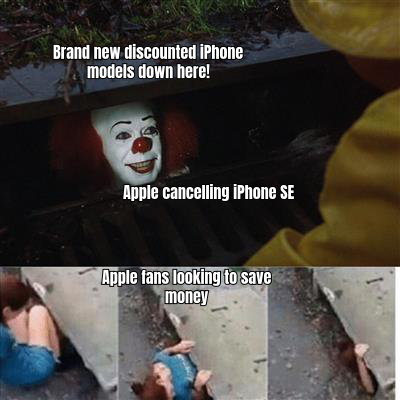 Brand new discounted iPhone
models down here!
Apple cancelling iPhone SE
Apple fans looking to save
money